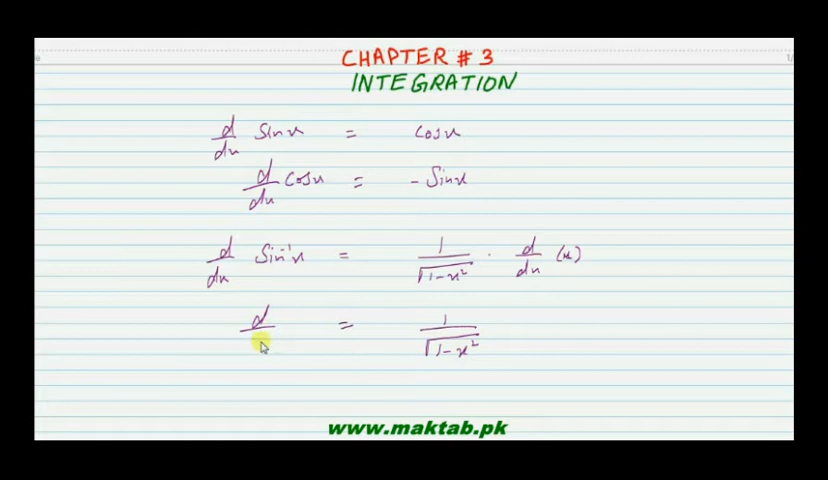 CHAPTER # 3
INTEGRATION
d/dx Sinx = Cosx
d/dx Cosx = - Sinx
d/dx Sin⁻¹x = 1/√1-x² · d/dx (x)
d/ = 1/√1-x²
www.maktab.pk